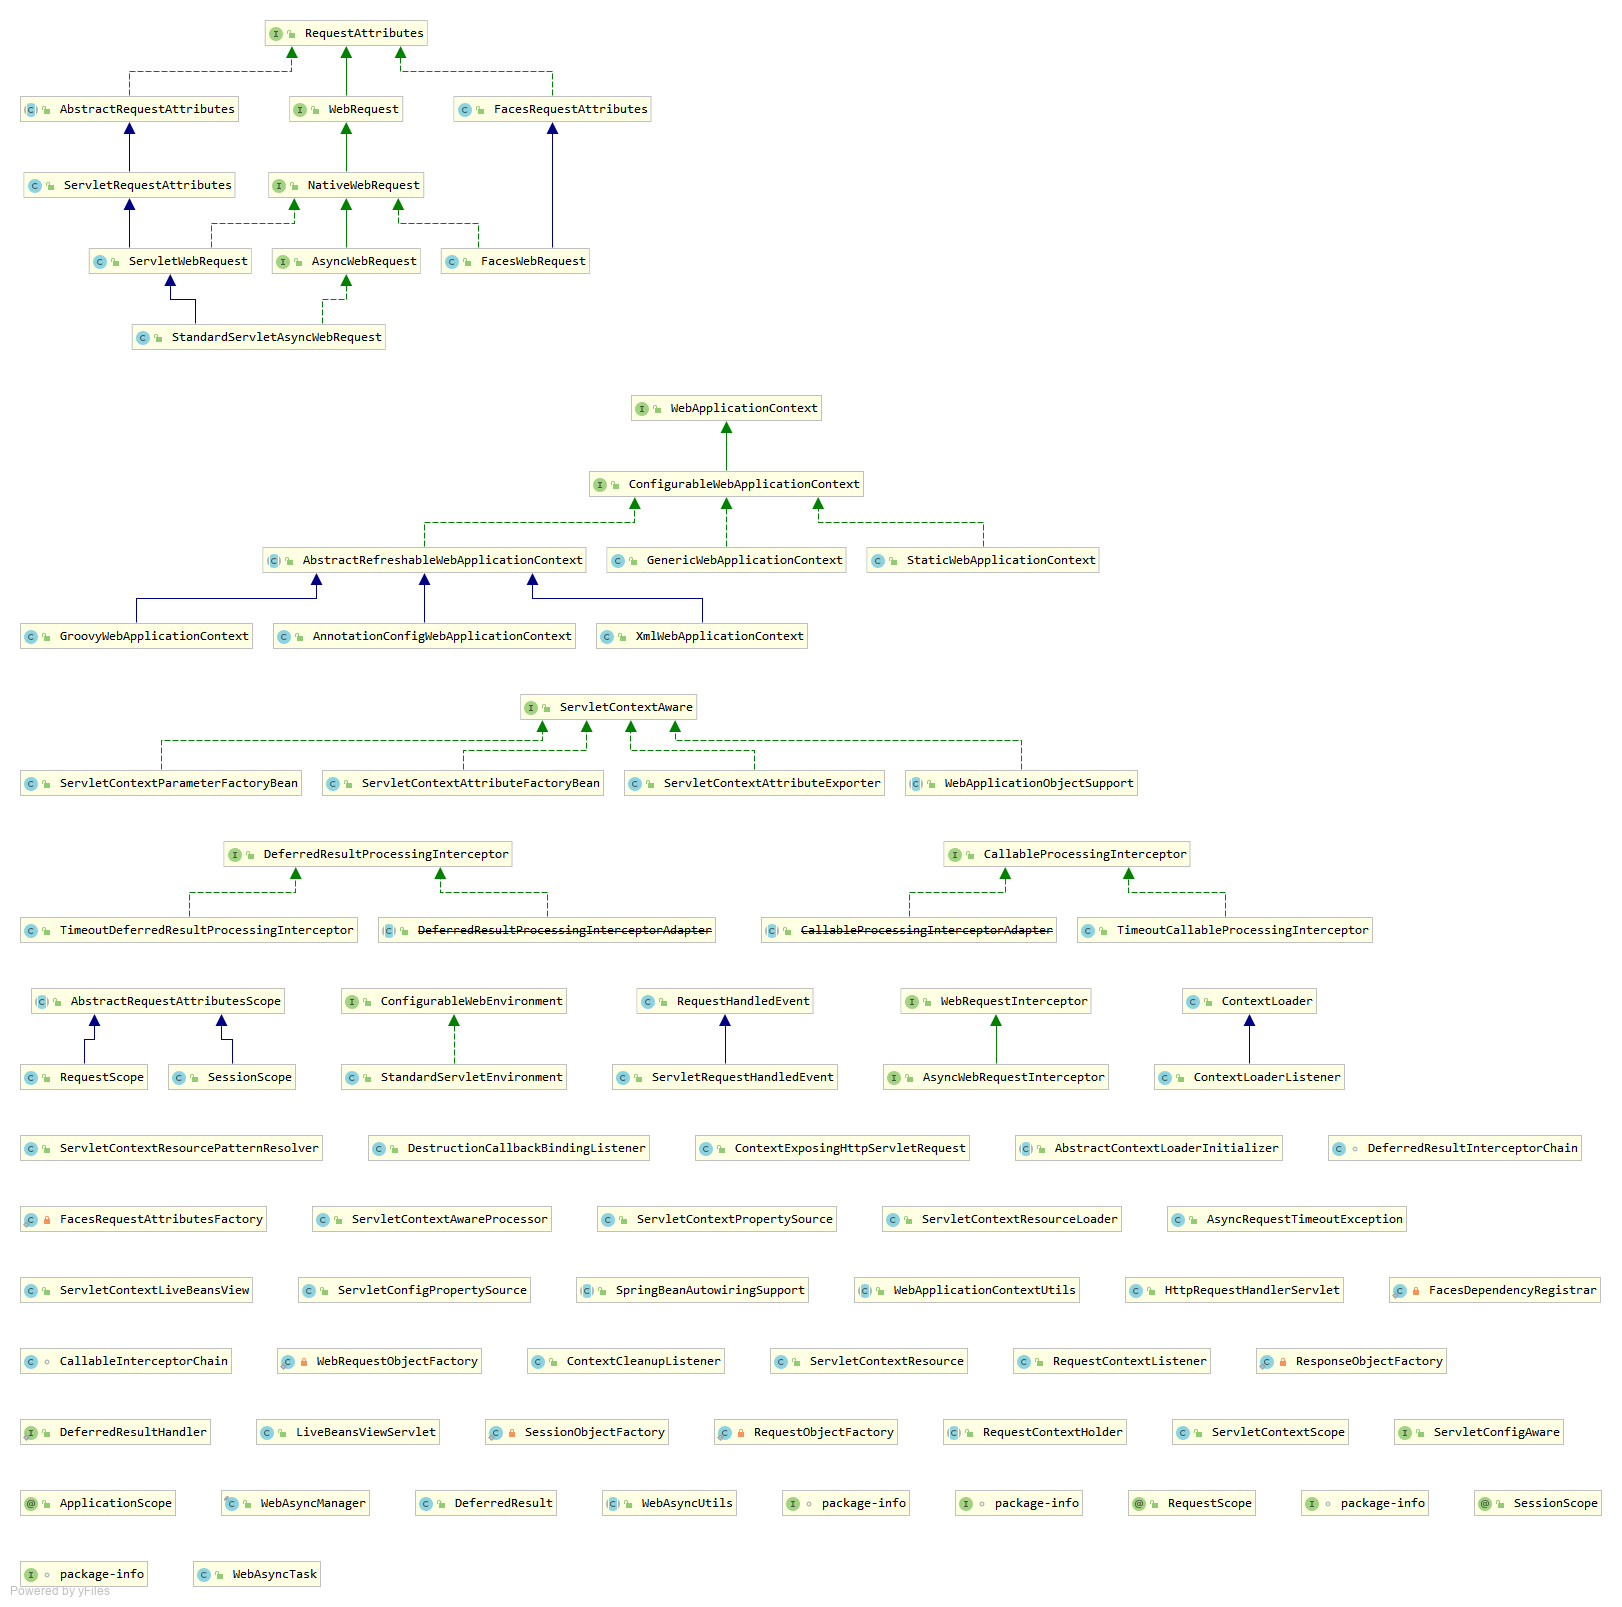 RequestAttributes
AbstractRequestAttributes
WebRequest
FacesRequestAttributes
ServletRequestAttributes
NativeWebRequest
ServletWebRequest
AsyncWebRequest
FacesWebRequest
StandardServletAsyncWebRequest
WebApplicationContext
ConfigurableWebApplicationContext
AbstractRefreshableWebApplicationContext
GenericWebApplicationContext
StaticWebApplicationContext
GroovyWebApplicationContext
AnnotationConfigWebApplicationContext
XmlWebApplicationContext
ServletContextAware
ServletContextParameterFactoryBean
ServletContextAttributeFactoryBean
ServletContextAttributeExporter
WebApplicationObjectSupport
DeferredResultProcessingInterceptor
CallableProcessingInterceptor
TimeoutDeferredResultProcessingInterceptor
DeferredResultProcessingInterceptorAdapter
CallableProcessingInterceptorAdapter
TimeoutCallableProcessingInterceptor
AbstractRequestAttributesScope
ConfigurableWebEnvironment
RequestHandledEvent
WebRequestInterceptor
ContextLoader
RequestScope
SessionScope
StandardServletEnvironment
ServletRequestHandledEvent
AsyncWebRequestInterceptor
ContextLoaderListener
ServletContextResourcePatternResolver
DestructionCallbackBindingListener
ContextExposingHttpServletRequest
AbstractContextLoaderInitializer
DeferredResultInterceptorChain
FacesRequestAttributesFactory
ServletContextAwareProcessor
ServletContextPropertySource
ServletContextResourceLoader
AsyncRequestTimeoutException
ServletContextLiveBeansView
ServletConfigPropertySource
SpringBeanAutowiringSupport
WebApplicationContextUtils
HttpRequestHandlerServlet
FacesDependencyRegistrar
CallableInterceptorChain
WebRequestObjectFactory
ContextCleanupListener
ServletContextResource
RequestContextListener
ResponseObjectFactory
DeferredResultHandler
LiveBeansViewServlet
SessionObjectFactory
RequestObjectFactory
RequestContextHolder
ServletContextScope
ServletConfigAware
ApplicationScope
WebAsyncManager
DeferredResult
WebAsyncUtils
package-info
package-info
RequestScope
package-info
SessionScope
package-info
WebAsyncTask
Powered by yFiles